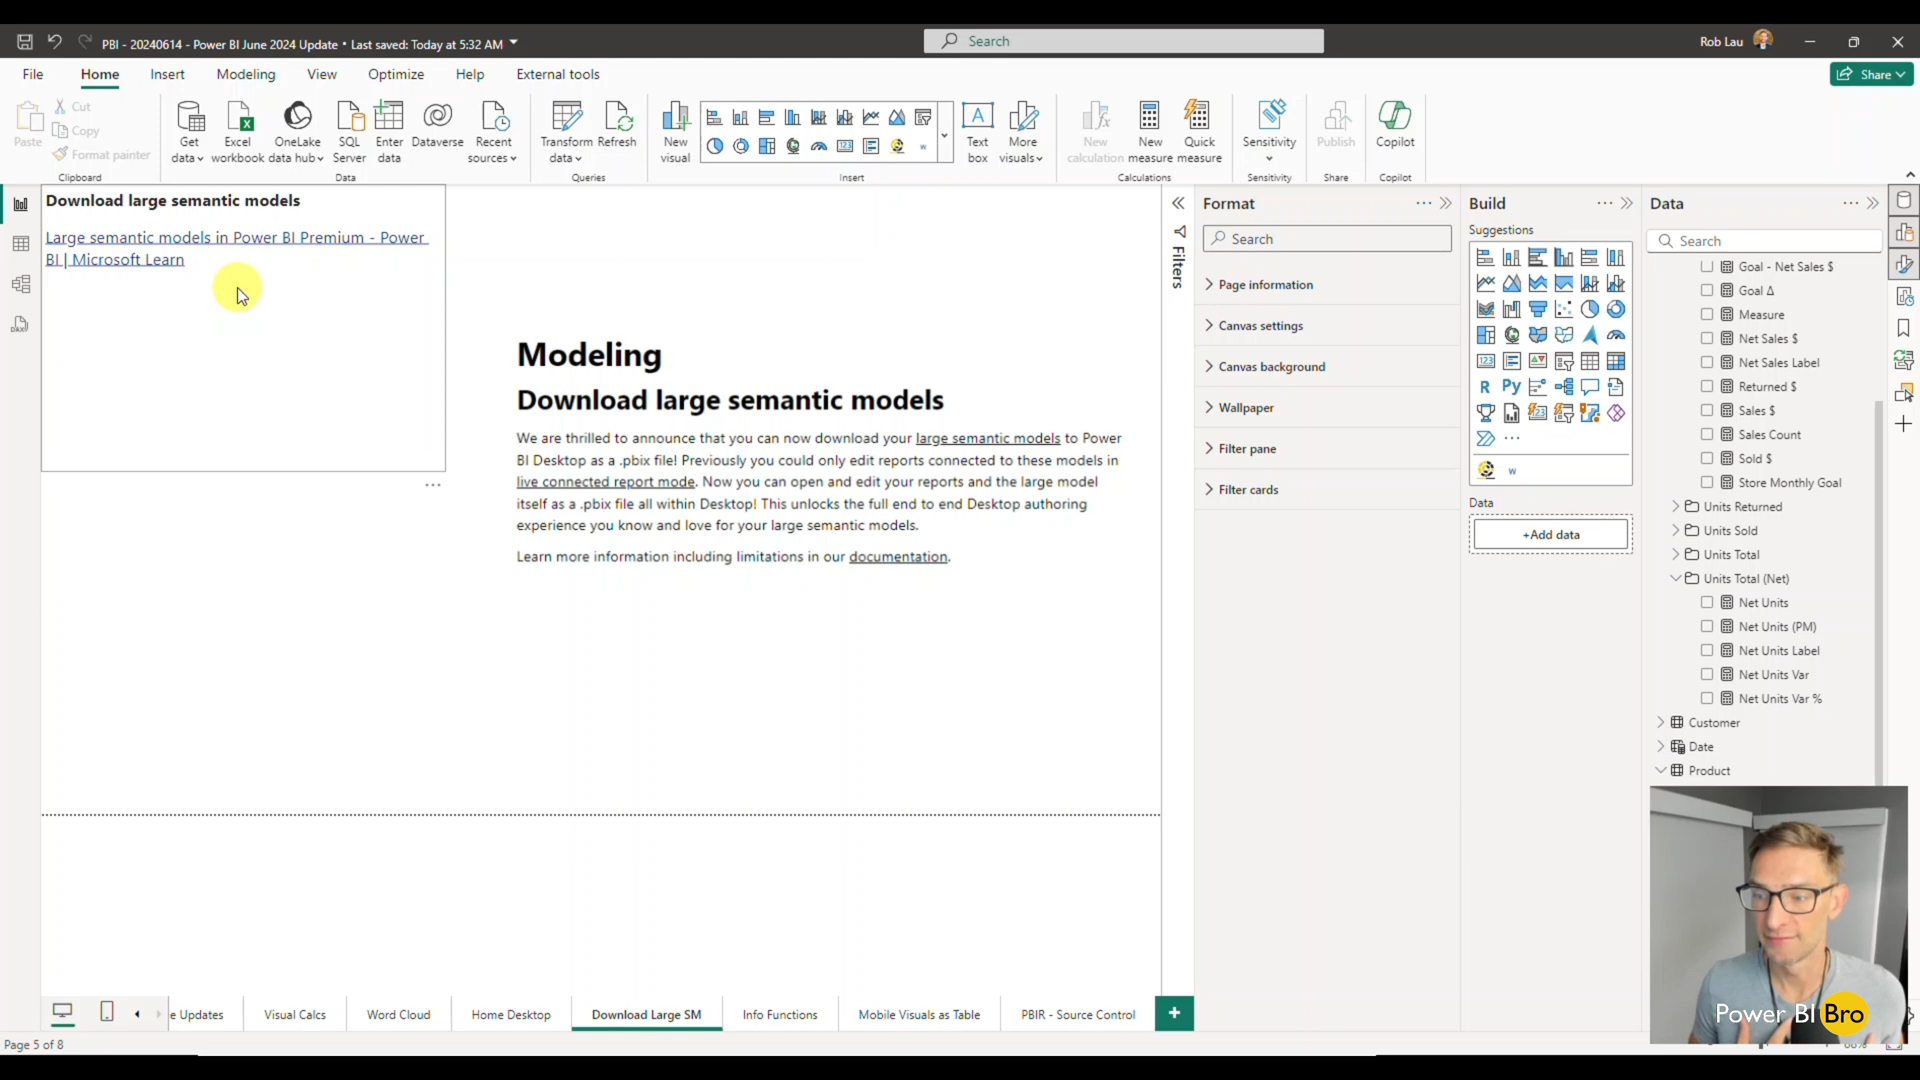 PBI - 20240614 - Power BI June 2024 Update • Last saved: Today at 5:32 AM
Search
Rob Lau
File
Home
Insert
Modeling
View
Optimize
Help
External tools
Share
Paste
Cut
Copy
Format painter
Clipboard
Get data
Excel workbook
OneLake data hub
SQL Server
Enter data
Dataverse
Recent sources
Data
Transform data
Refresh
Queries
New visual
Text box
More visuals
Insert
New calculation
New measure
Quick measure
Calculations
Sensitivity
Sensitivity
Publish
Share
Copilot
Copilot
Download large semantic models
Large semantic models in Power BI Premium - Power
BI | Microsoft Learn
Modeling
Download large semantic models
We are thrilled to announce that you can now download your large semantic models to Power
BI Desktop as a .pbix file! Previously you could only edit reports connected to these models in
live connected report mode. Now you can open and edit your reports and the large model
itself as a .pbix file all within Desktop! This unlocks the full end to end Desktop authoring
experience you know and love for your large semantic models.
Learn more information including limitations in our documentation.
Filters
Format
Search
Page information
Canvas settings
Canvas background
Wallpaper
Filter pane
Filter cards
Build
Suggestions
R
Py
Data
+Add data
Data
Search
Goal - Net Sales $
Goal Δ
Measure
Net Sales $
Net Sales Label
Returned $
Sales $
Sales Count
Sold $
Store Monthly Goal
Units Returned
Units Sold
Units Total
Units Total (Net)
Net Units
Net Units (PM)
Net Units Label
Net Units Var
Net Units Var %
Customer
Date
Product
Power BI Bro
e Updates
Visual Calcs
Word Cloud
Home Desktop
Download Large SM
Info Functions
Mobile Visuals as Table
PBIR - Source Control
Page 5 of 8